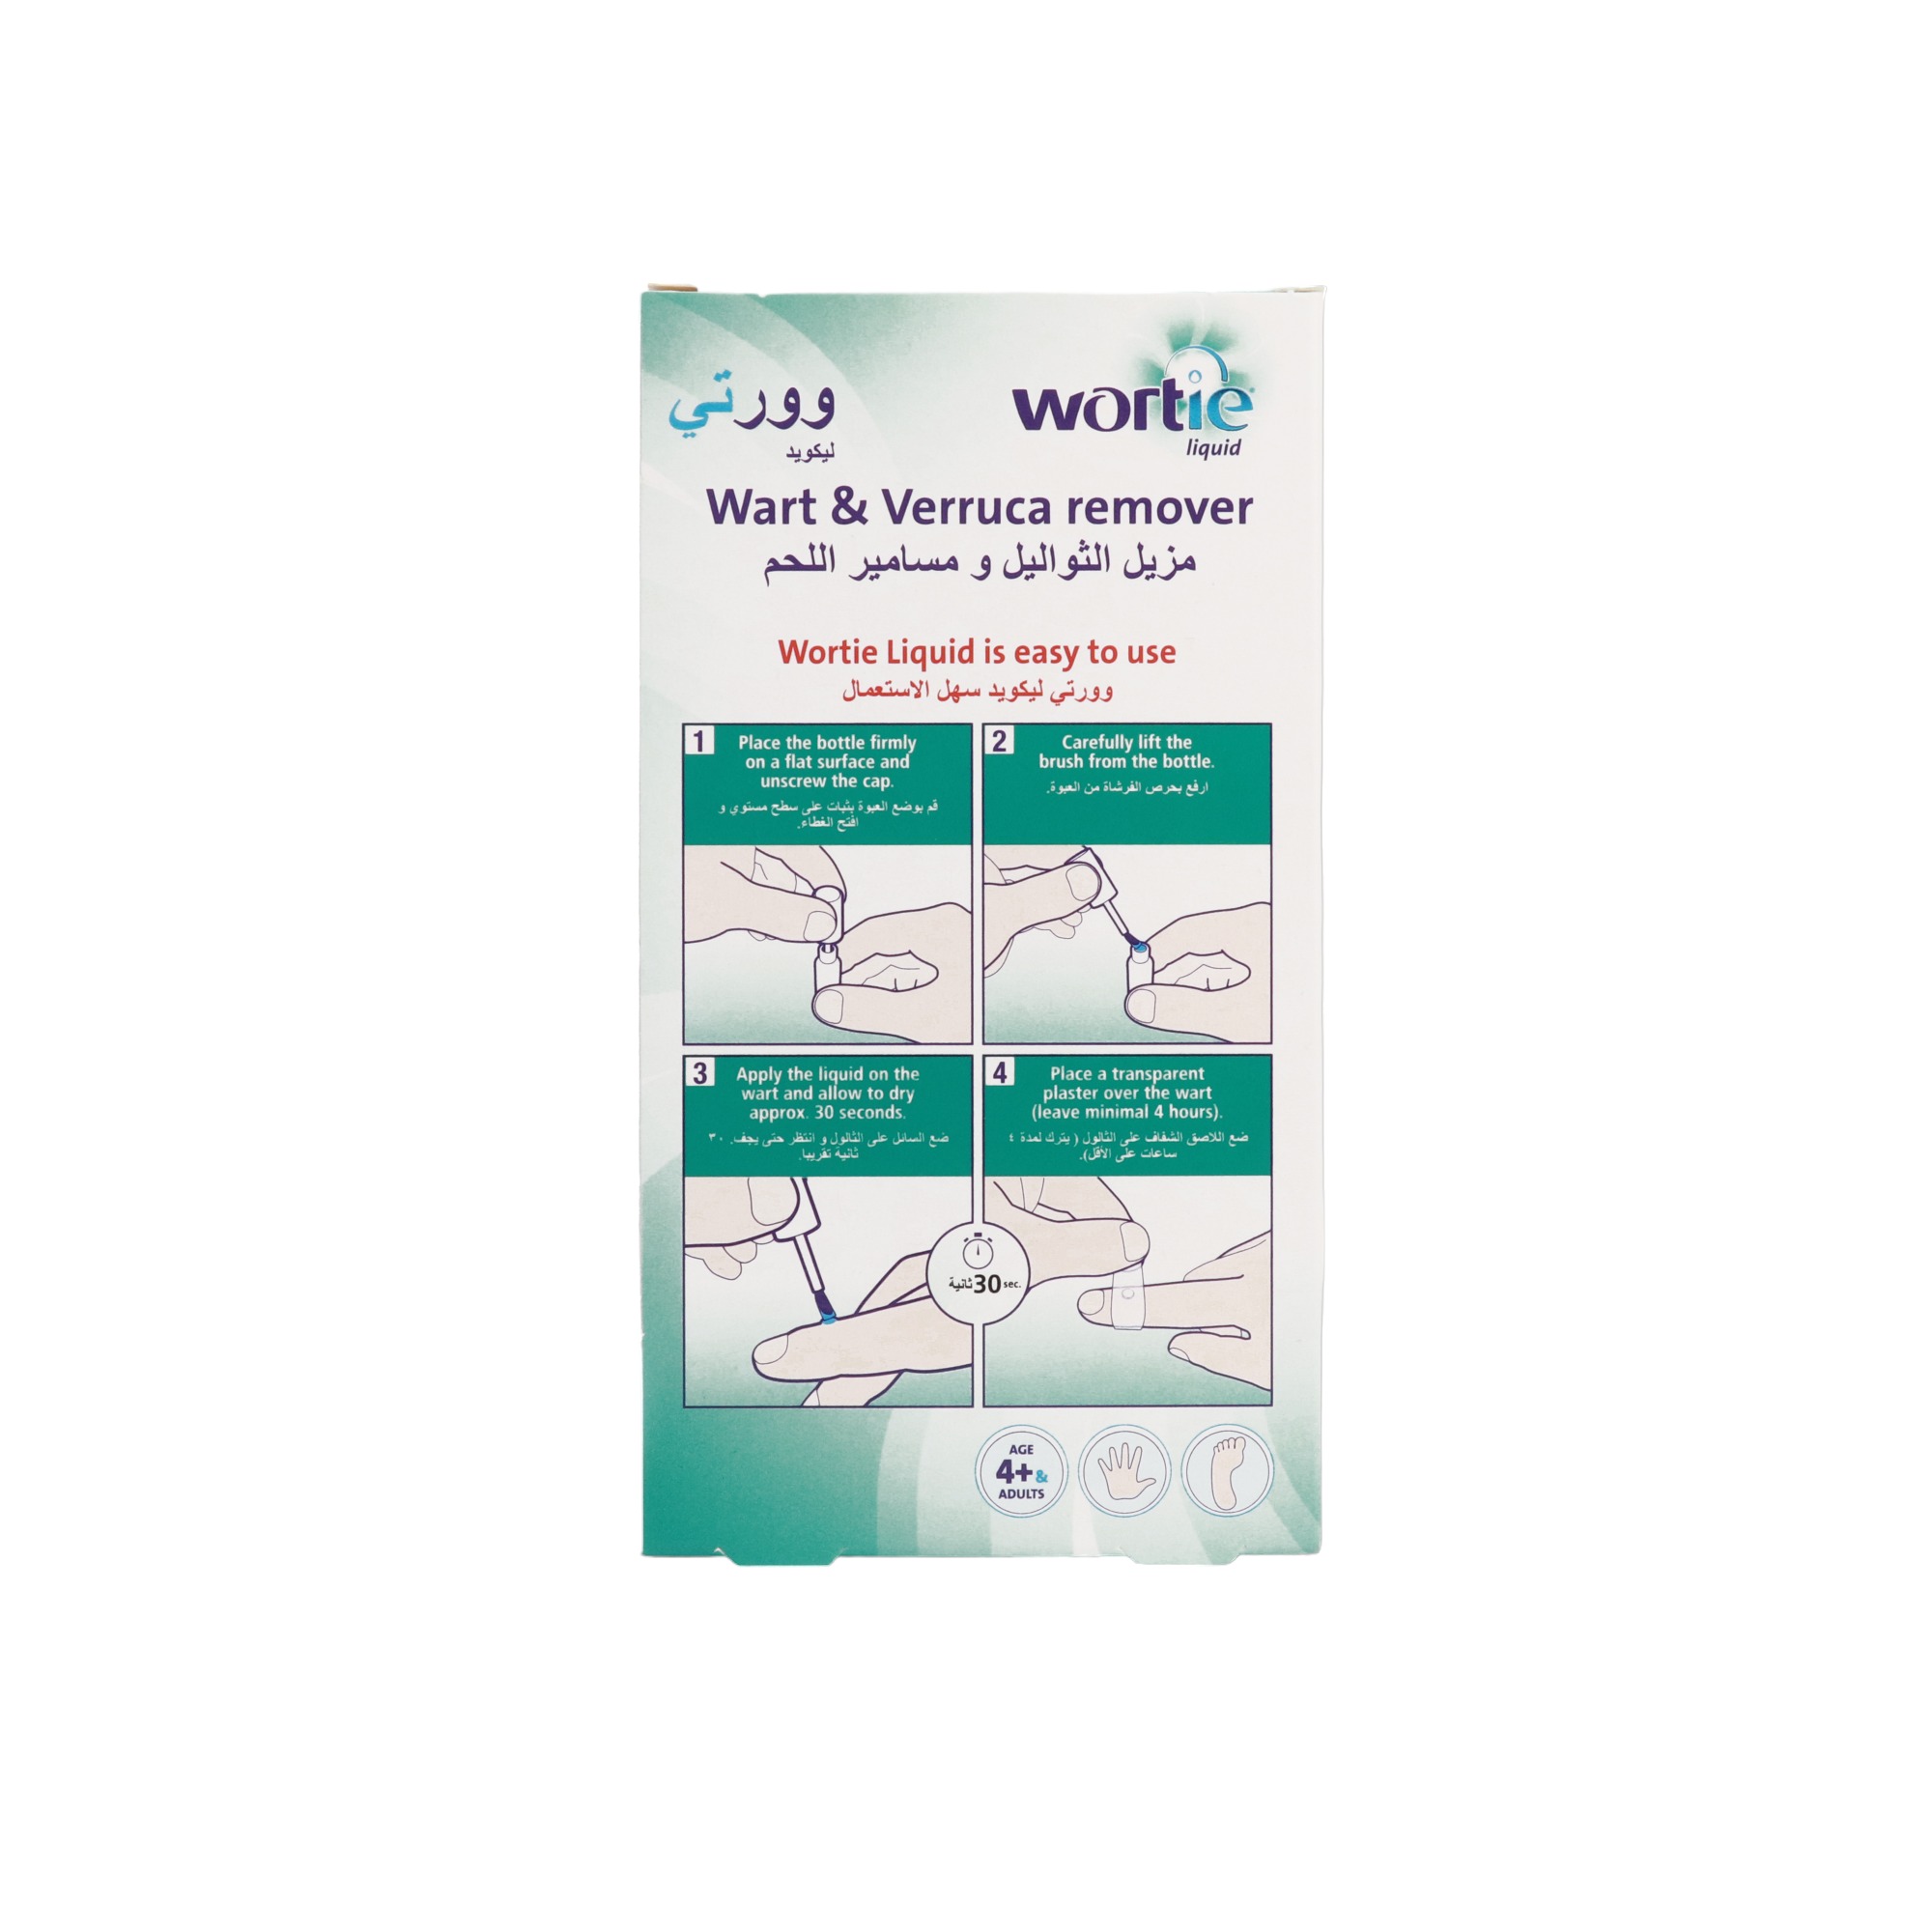 وورتي
ليكويد
wortie
liquid
Wart & Verruca remover
مزيل الثواليل و مسامير اللحم
Wortie Liquid is easy to use
وورتي ليكويد سهل الاستعمال
1
Place the bottle firmly
on a flat surface and
unscrew the cap.
قم بوضع العبوة بثبات على سطح مستوي و
افتح الغطاء.
2
Carefully lift the
brush from the bottle.
ارفع بحرص الفرشاة من العبوة.
3
Apply the liquid on the
wart and allow to dry
approx. 30 seconds.
ضع السائل على الثالول و انتظر حتى يجف. ٣٠
ثانية تقريبا.
4
Place a transparent
plaster over the wart
(leave minimal 4 hours).
ضع اللاصق الشفاف على الثالول ( يترك لمدة ٤
ساعات على الأقل).
30 sec. ثانية
AGE
4+ &
ADULTS